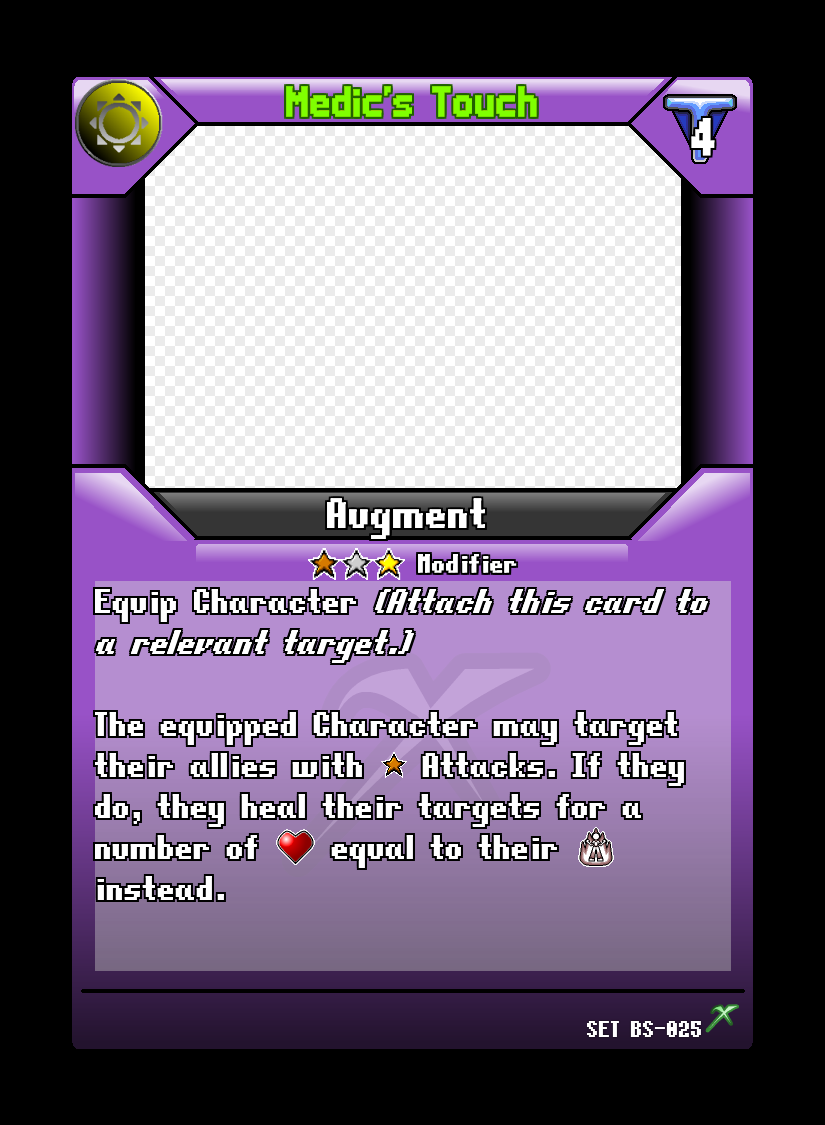 Medic's Touch
4
Augment
Modifier
Equip Character (Attach this card to
a relevant target.)
The equipped Character may target
their allies with Attacks. If they
do, they heal their targets for a
number of equal to their
instead.
SET BS-025